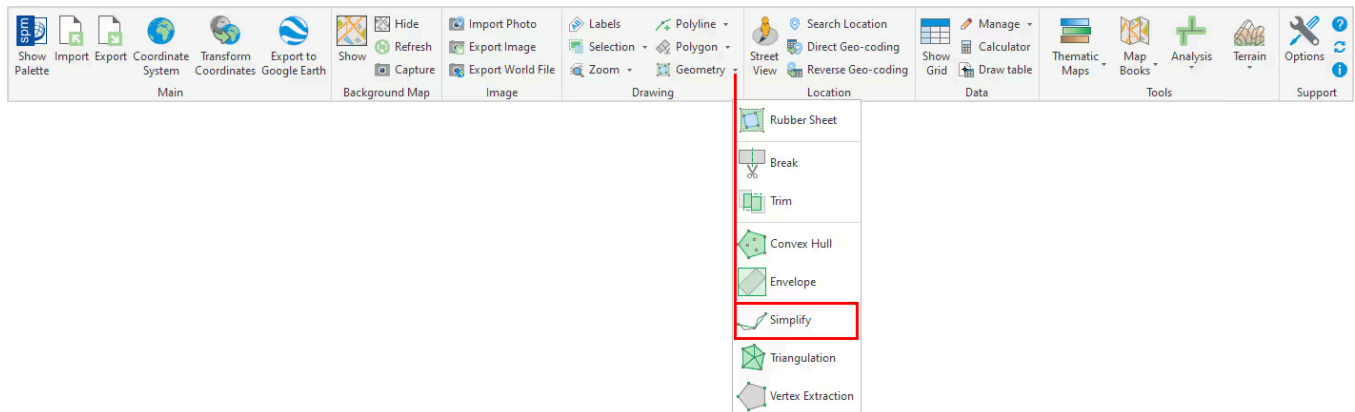 spm
Show Palette
Import
Export
Coordinate System
Transform Coordinates
Export to Google Earth
Main
Show
Hide
Refresh
Capture
Background Map
Import Photo
Export Image
Export World File
Image
Labels
Selection
Zoom
Polyline
Polygon
Geometry
Drawing
Street View
Search Location
Direct Geo-coding
Reverse Geo-coding
Location
Show Grid
Manage
Calculator
Draw table
Data
Thematic Maps
Map Books
Analysis
Terrain
Tools
Options
Support
Rubber Sheet
Break
Trim
Convex Hull
Envelope
Simplify
Triangulation
Vertex Extraction